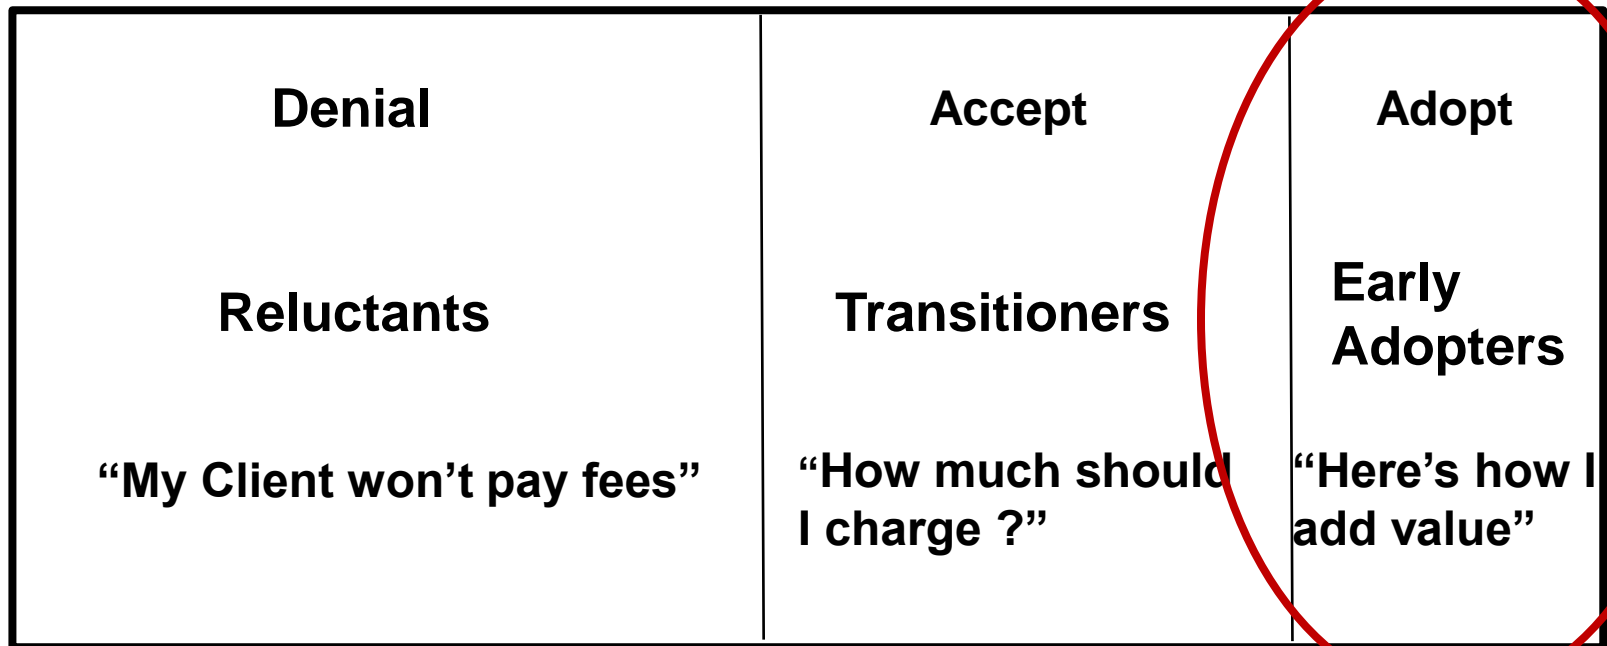 Denial
Accept
Adopt
Reluctants
Transitioners
Early
Adopters
“My Client won’t pay fees”
“How much should
I charge ?”
“Here’s how I
add value”